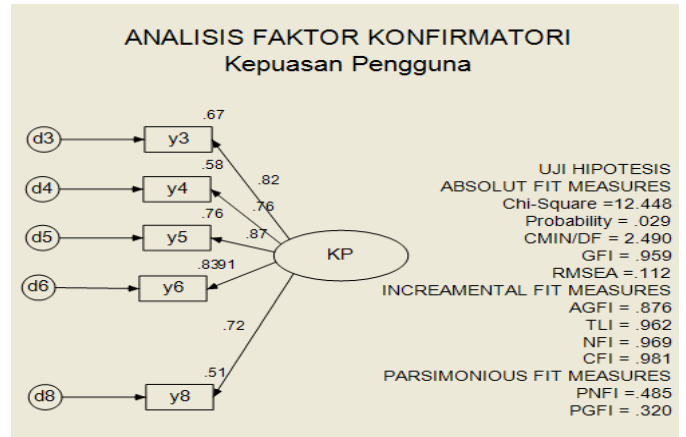 ANALISIS FAKTOR KONFIRMATORI
Kepuasan Pengguna
.67
d3
y3
.58
.82
d4
y4
.76
.76
d5
y5
.87
KP
.8391
d6
y6
.72
.51
d8
y8
UJI HIPOTESIS
ABSOLUT FIT MEASURES
Chi-Square =12.448
Probability = .029
CMIN/DF = 2.490
GFI = .959
RMSEA =.112
INCREAMENTAL FIT MEASURES
AGFI = .876
TLI = .962
NFI = .969
CFI = .981
PARSIMONIOUS FIT MEASURES
PNFI =.485
PGFI = .320